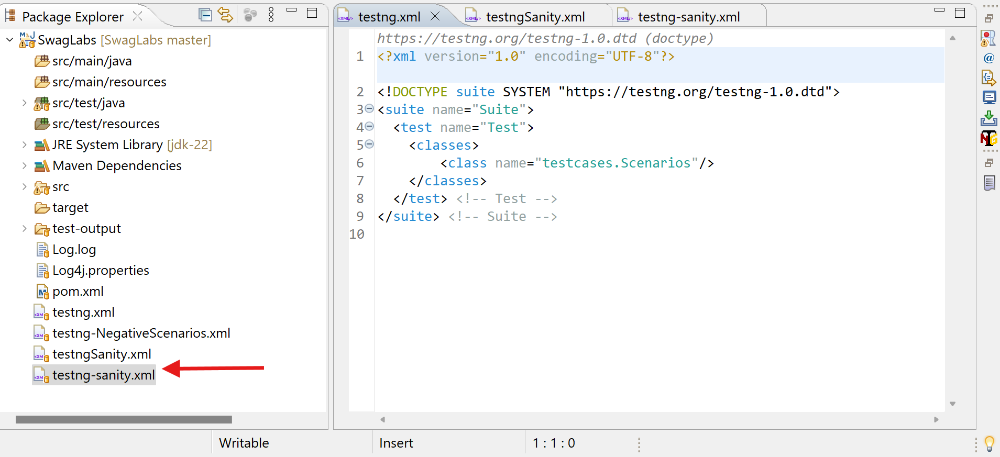 Package Explorer
SwagLabs [SwagLabs master]
src/main/java
src/main/resources
src/test/java
src/test/resources
JRE System Library [jdk-22]
Maven Dependencies
src
target
test-output
Log.log
Log4j.properties
pom.xml
testng.xml
testng-NegativeScenarios.xml
testngSanity.xml
testng-sanity.xml
testng.xml
testngSanity.xml
testng-sanity.xml
https://testng.org/testng-1.0.dtd (doctype)
1 <?xml version="1.0" encoding="UTF-8"?>
2 <!DOCTYPE suite SYSTEM "https://testng.org/testng-1.0.dtd">
3 <suite name="Suite">
4 <test name="Test">
5 <classes>
6 <class name="testcases.Scenarios"/>
7 </classes>
8 </test> <!-- Test -->
9 </suite> <!-- Suite -->
10
Writable
Insert
1 : 1 : 0